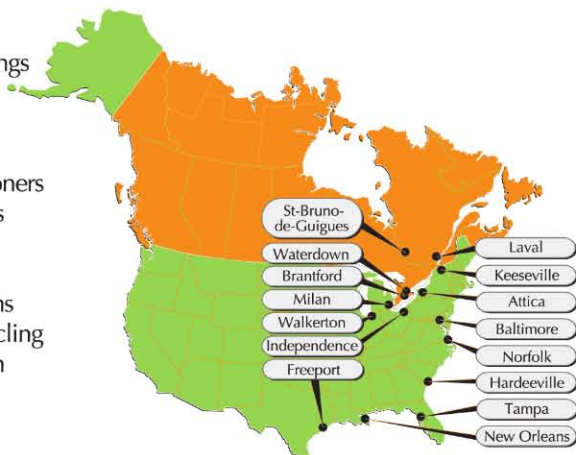 ngs
oners
s
ns
cling
n
St-Bruno-
de-Guigues
Waterdown
Brantford
Milan
Walkerton
Independence
Freeport
Laval
Keeseville
Attica
Baltimore
Norfolk
Hardeeville
Tampa
New Orleans